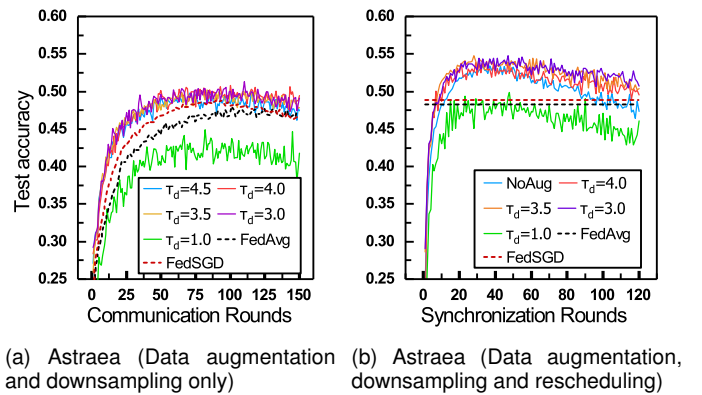 Test accuracy
0.60
0.55
0.50
0.45
0.40
0.35
0.30
0.25
0 25 50 75 100 125 150
Communication Rounds
τd=4.5 τd=4.0
τd=3.5 τd=3.0
τd=1.0 FedAvg
FedSGD
0.60
0.55
0.50
0.45
0.40
0.35
0.30
0.25
0 20 40 60 80 100 120
Synchronization Rounds
NoAug τd=4.0
τd=3.5 τd=3.0
τd=1.0 FedAvg
FedSGD
(a) Astraea (Data augmentation
and downsampling only)
(b) Astraea (Data augmentation,
downsampling and rescheduling)